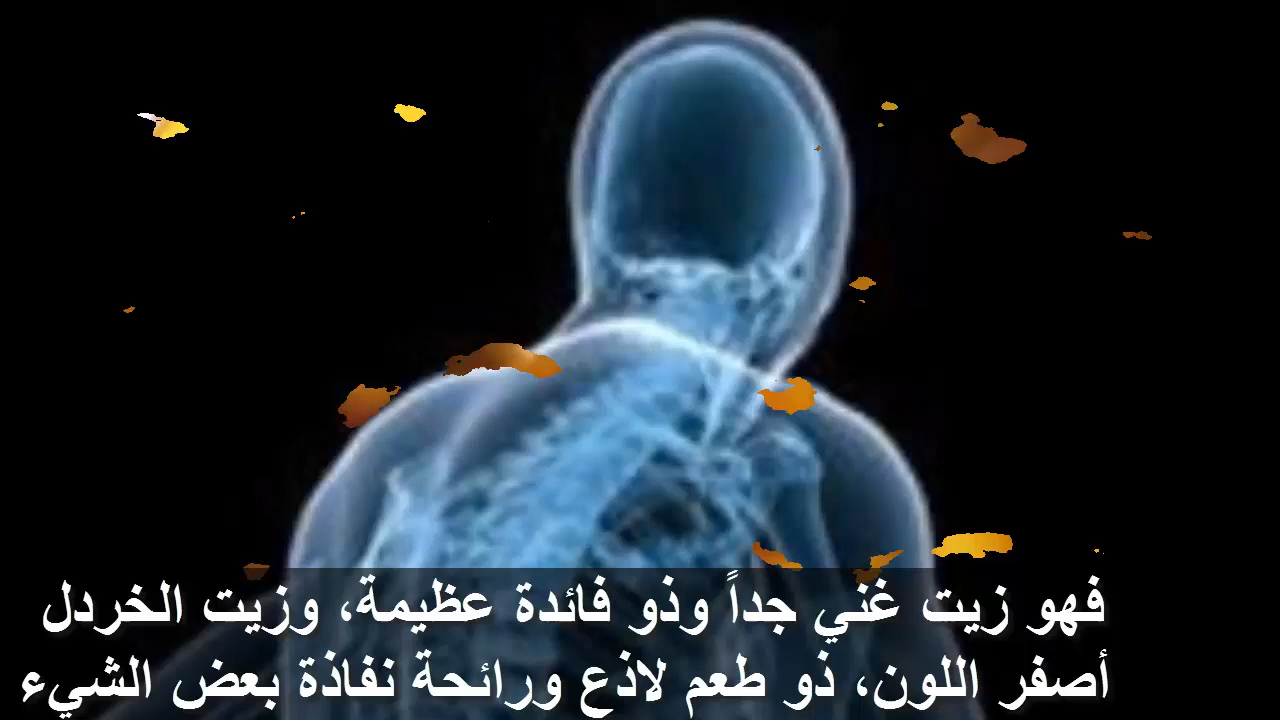 فهو زيت غني جداً وذو فائدة عظيمة، وزيت الخردل
أصفر اللون، ذو طعم لاذع ورائحة نفاذة بعض الشيء